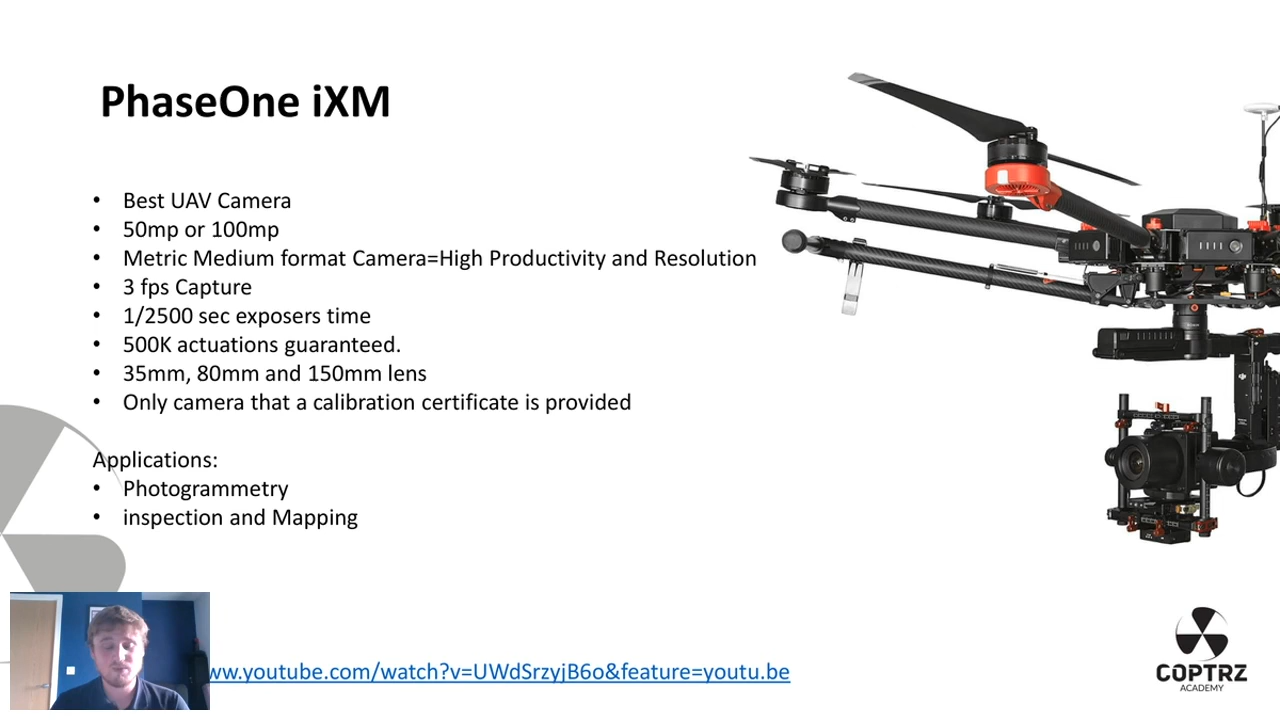 PhaseOne iXM
• Best UAV Camera
• 50mp or 100mp
• Metric Medium format Camera=High Productivity and Resolution
• 3 fps Capture
• 1/2500 sec exposers time
• 500K actuations guaranteed.
• 35mm, 80mm and 150mm lens
• Only camera that a calibration certificate is provided
Applications:
• Photogrammetry
• inspection and Mapping
ww.youtube.com/watch?v=UWdSrzyjB6o&feature=youtu.be
COPTRZ
ACADEMY